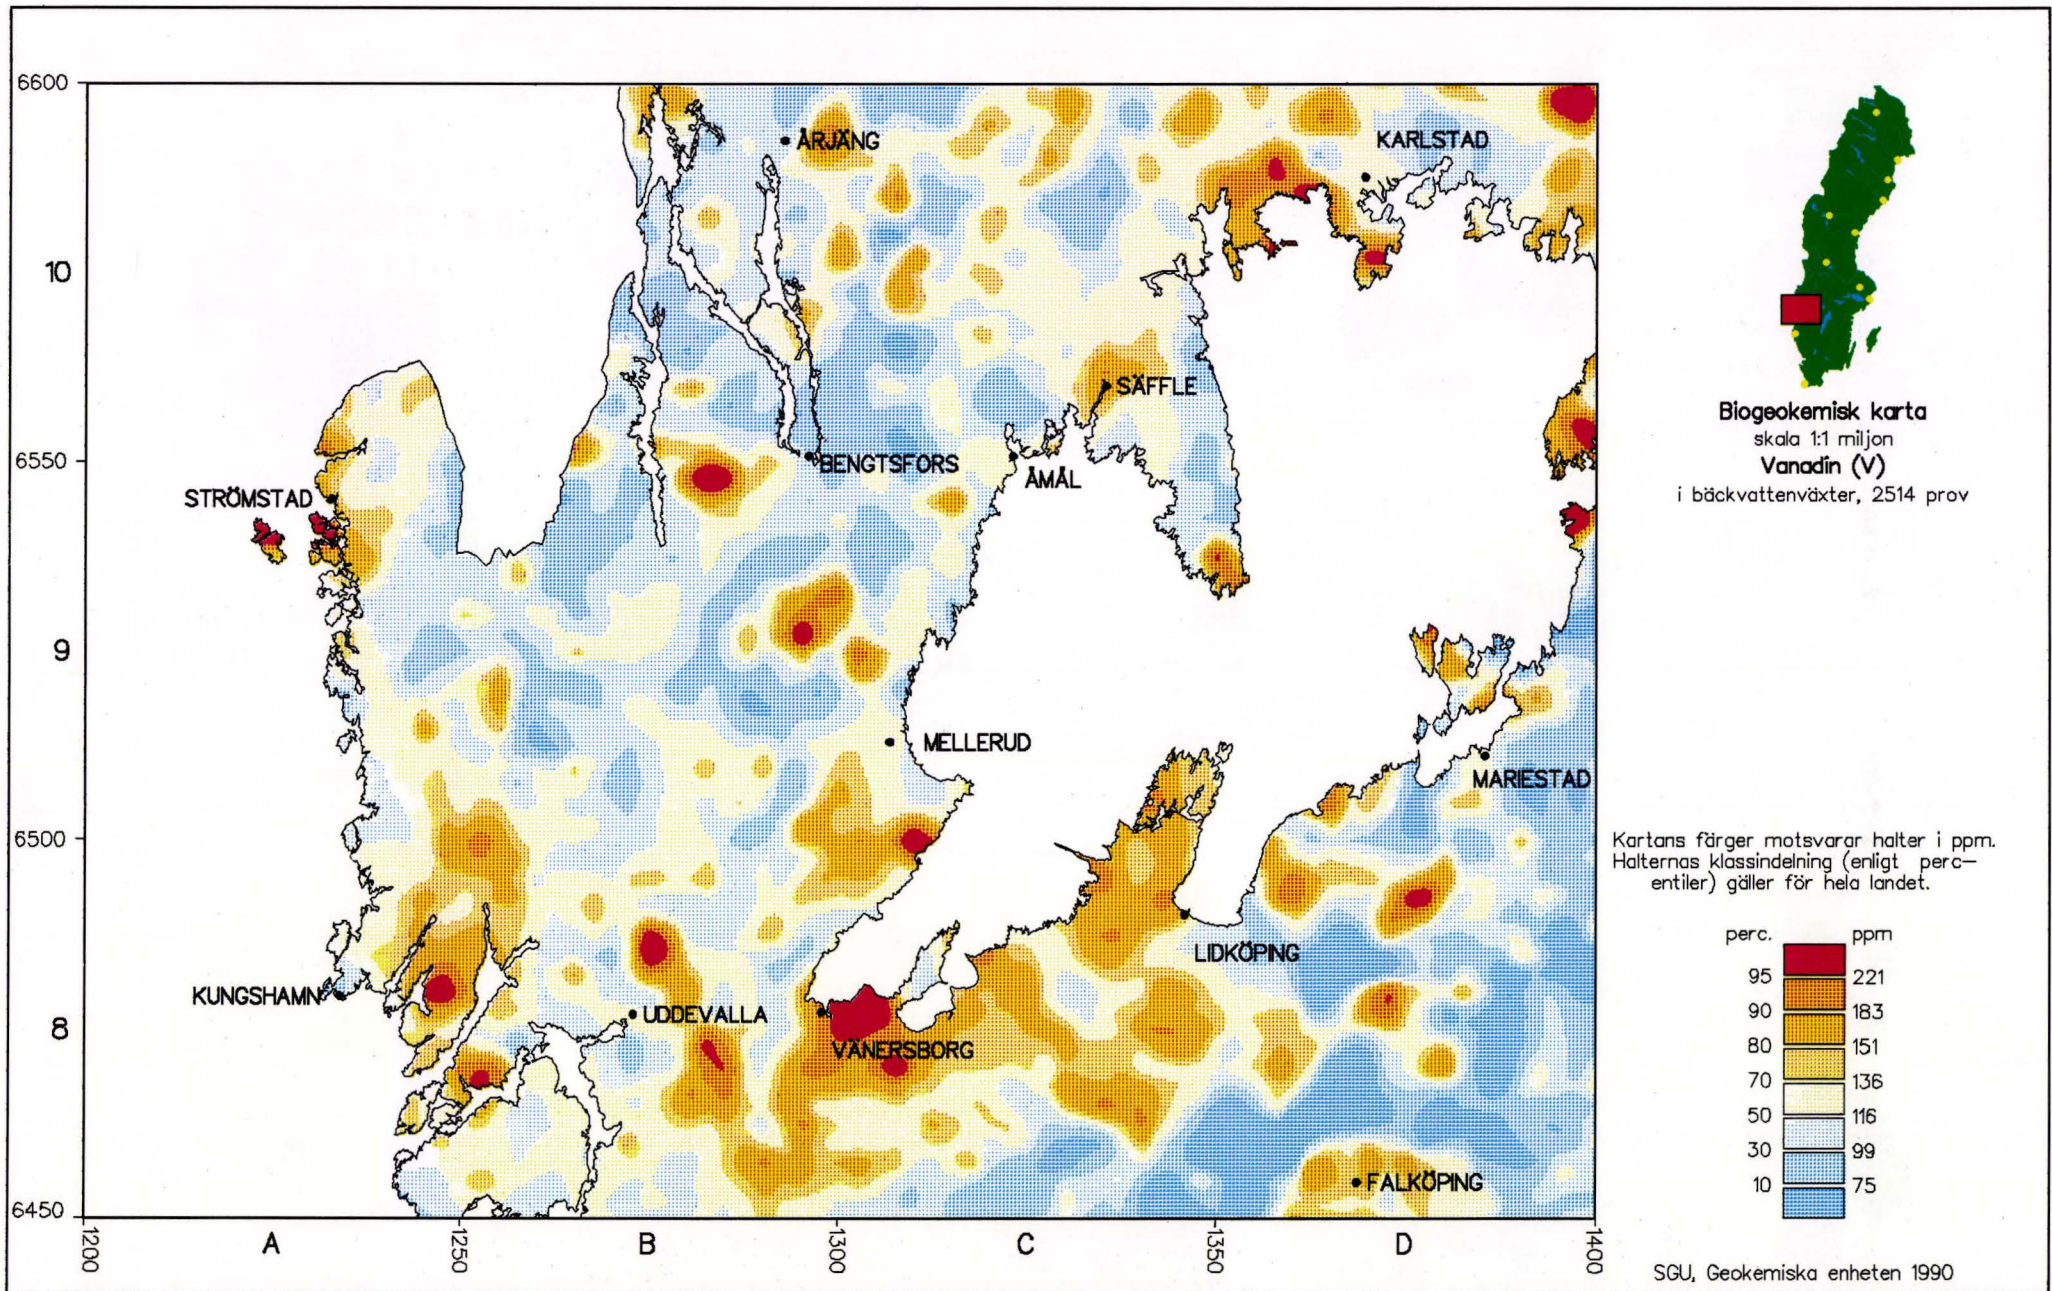 6600
ÅRJÄNG
KARLSTAD
10
SÄFFLE
6550
BENGTSFORS
ÅMÅL
STRÖMSTAD
9
MELLERUD
MARIESTAD
6500
LIDKÖPING
KUNGSHAMN
UDDEVALLA
8
VÄNERSBORG
FALKÖPING
6450
1200
A
1250
B
1300
C
1350
D
1400
Biogeokemisk karta
skala 1:1 miljon
Vanadin (V)
i bäckvattenväxter, 2514 prov
Kartans färger motsvarar halter i ppm.
Halternas klassindelning (enligt perc—
entiler) gäller för hela landet.
perc. ppm
95 221
90 183
80 151
70 136
50 116
30 99
10 75
SGU, Geokemiska enheten 1990